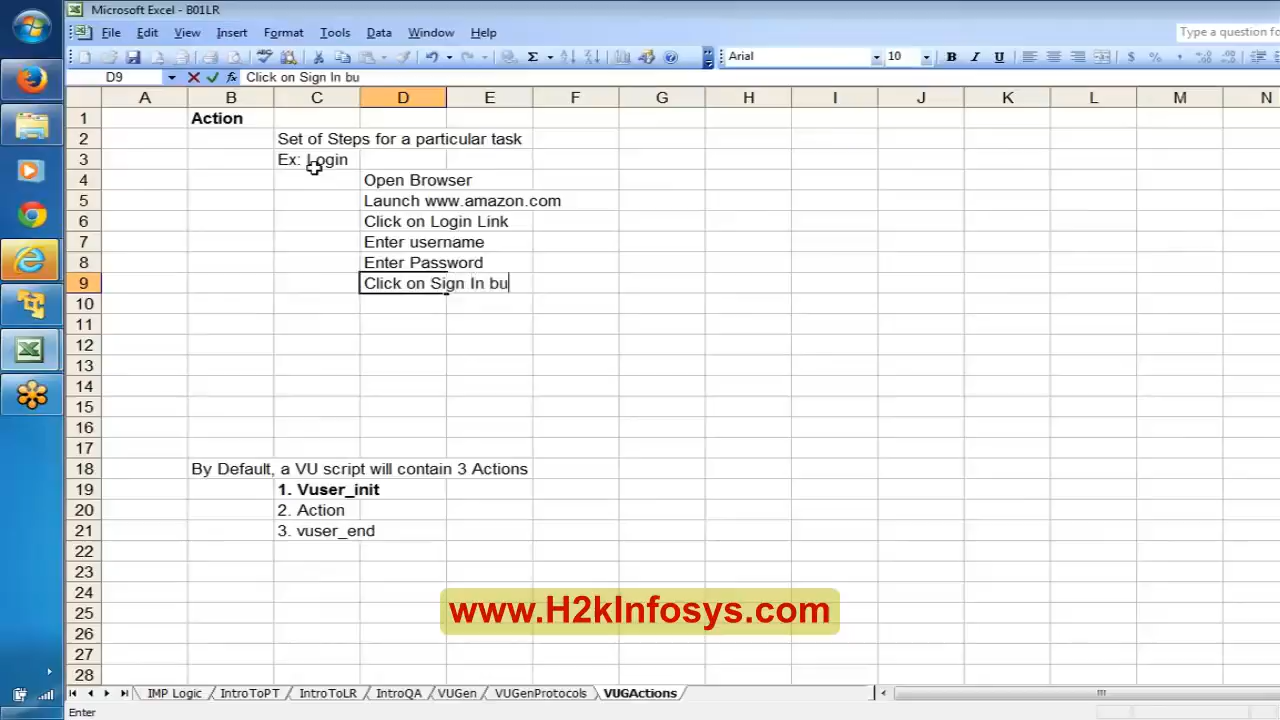 Microsoft Excel - B01LR
File Edit View Insert Format Tools Data Window Help
Type a question fo
Arial 10 B I U $ % ,
D9 fx Click on Sign In bu
A B C D E F G H I J K L M N
1 Action
2 Set of Steps for a particular task
3 Ex: Login
4 Open Browser
5 Launch www.amazon.com
6 Click on Login Link
7 Enter username
8 Enter Password
9 Click on Sign In bu
10
11
12
13
14
15
16
17
18 By Default, a VU script will contain 3 Actions
19 1. Vuser_init
20 2. Action
21 3. vuser_end
22
23
24
25
26
27
28
www.H2kInfosys.com
IMP Logic IntroToPT IntroToLR IntroQA VUGen VUGenProtocols VUGActions
Enter